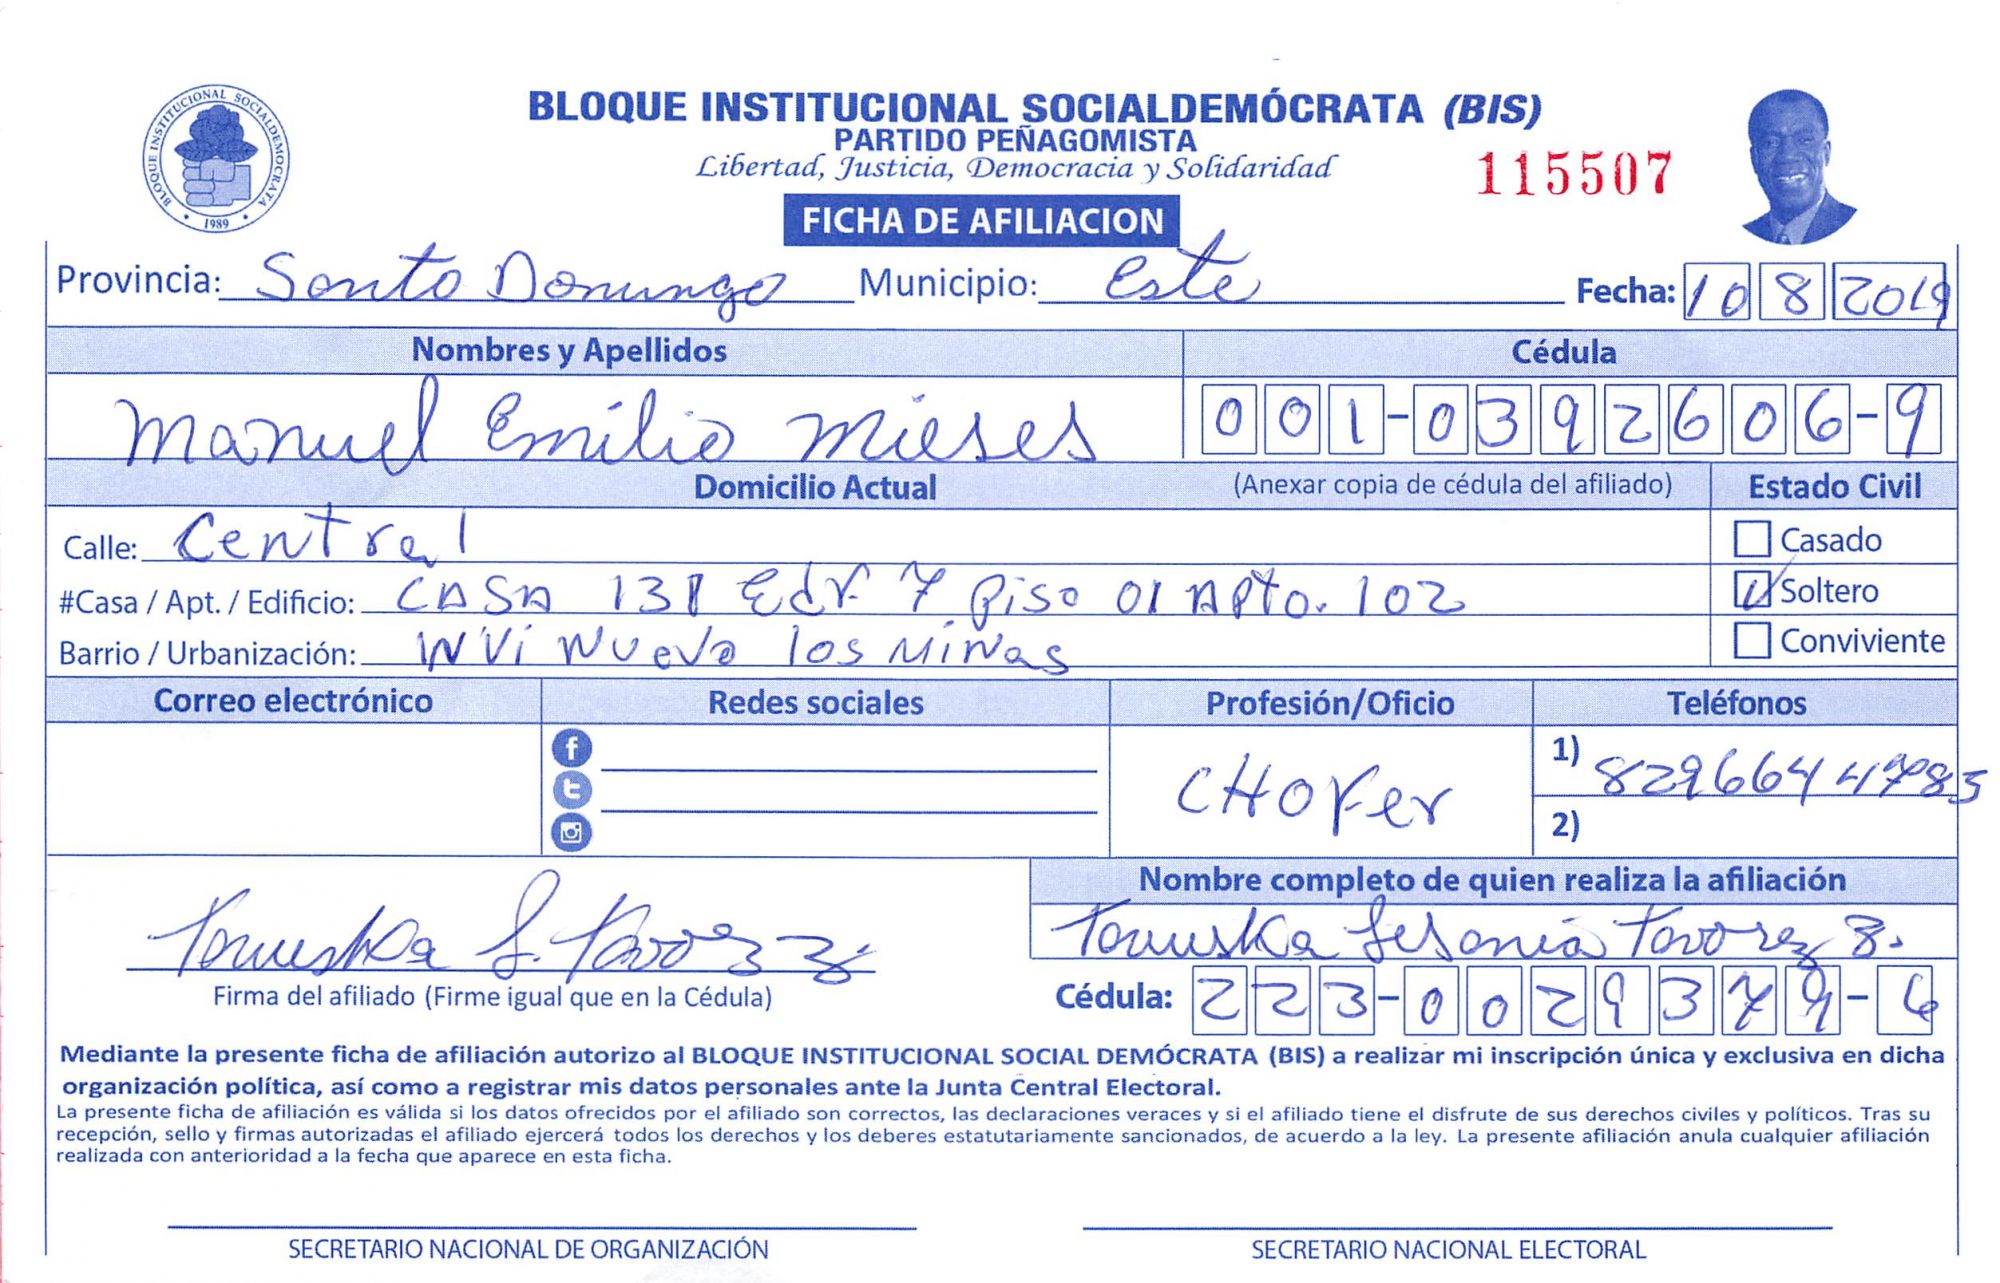 BLOQUE INSTITUCIONAL SOCIALDEMOCRATA
1989
BLOQUE INSTITUCIONAL SOCIALDEMÓCRATA (BIS)
PARTIDO PEÑAGOMISTA
Libertad, Justicia, Democracia y Solidaridad
115507
FICHA DE AFILIACION
Provincia: Santo Domingo Municipio: Este Fecha: 10 8 2019
Nombres y Apellidos Cédula
Manuel Emilio Mieses 001-0392606-9
Domicilio Actual (Anexar copia de cédula del afiliado) Estado Civil
Calle: Central Casado
#Casa / Apt. / Edificio: CASA 131 Edf. 7 Piso 01 Apto. 102 Soltero
Barrio / Urbanización: INVI Nuevo los Minas Conviviente
Correo electrónico Redes sociales Profesión/Oficio Teléfonos
CHOFer
1)
2)
Nombre completo de quien realiza la afiliación
Firma del afiliado (Firme igual que en la Cédula)
Cédula: 223-0029379-6
Mediante la presente ficha de afiliación autorizo al BLOQUE INSTITUCIONAL SOCIAL DEMÓCRATA (BIS) a realizar mi inscripción única y exclusiva en dicha
organización política, así como a registrar mis datos personales ante la Junta Central Electoral.
La presente ficha de afiliación es válida si los datos ofrecidos por el afiliado son correctos, las declaraciones veraces y si el afiliado tiene el disfrute de sus derechos civiles y políticos. Tras su
recepción, sello y firmas autorizadas el afiliado ejercerá todos los derechos y los deberes estatutariamente sancionados, de acuerdo a la ley. La presente afiliación anula cualquier afiliación
realizada con anterioridad a la fecha que aparece en esta ficha.
SECRETARIO NACIONAL DE ORGANIZACIÓN SECRETARIO NACIONAL ELECTORAL